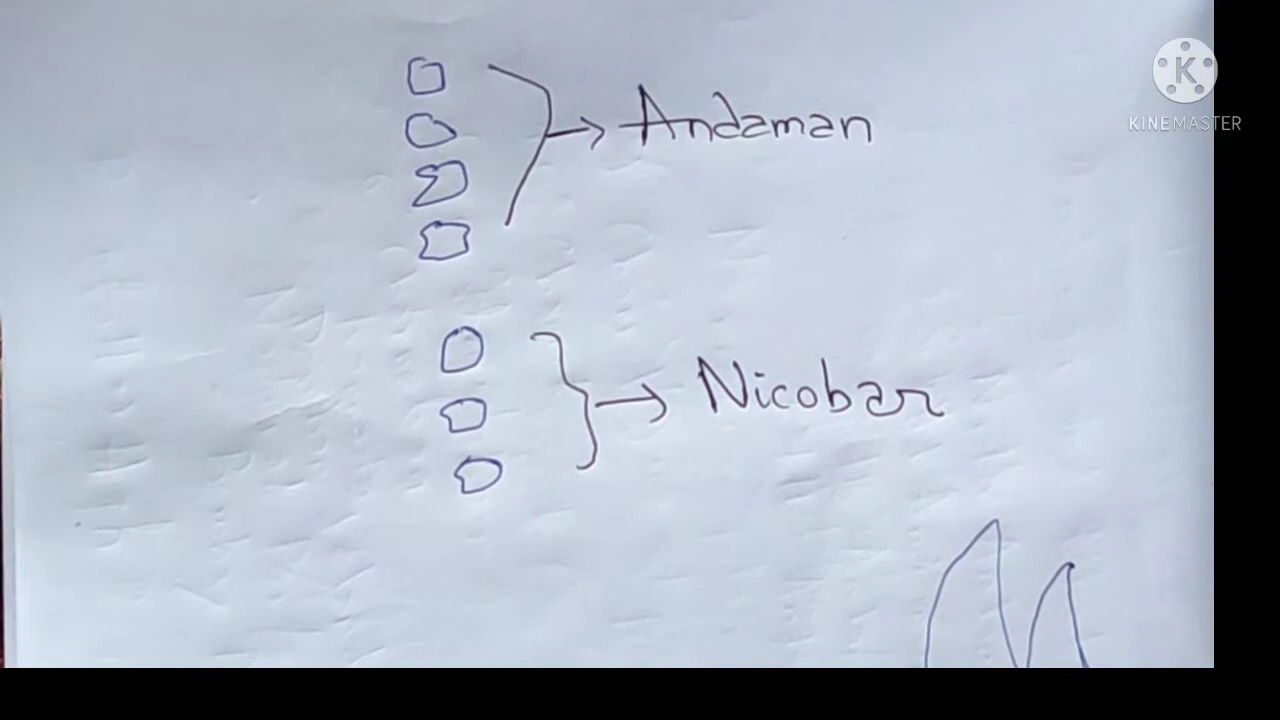 → Andaman
→ Nicobar
K
KINEMASTER